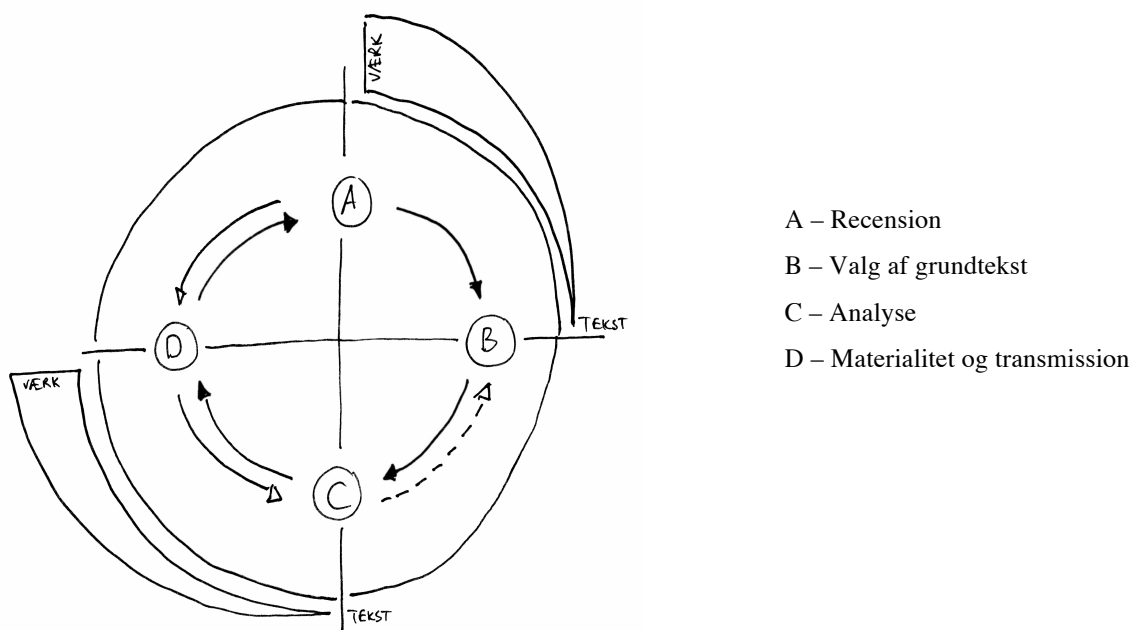 VÆRK
A
D
B
C
TEKST
VÆRK
TEKST
A – Recension
B – Valg af grundtekst
C – Analyse
D – Materialitet og transmission